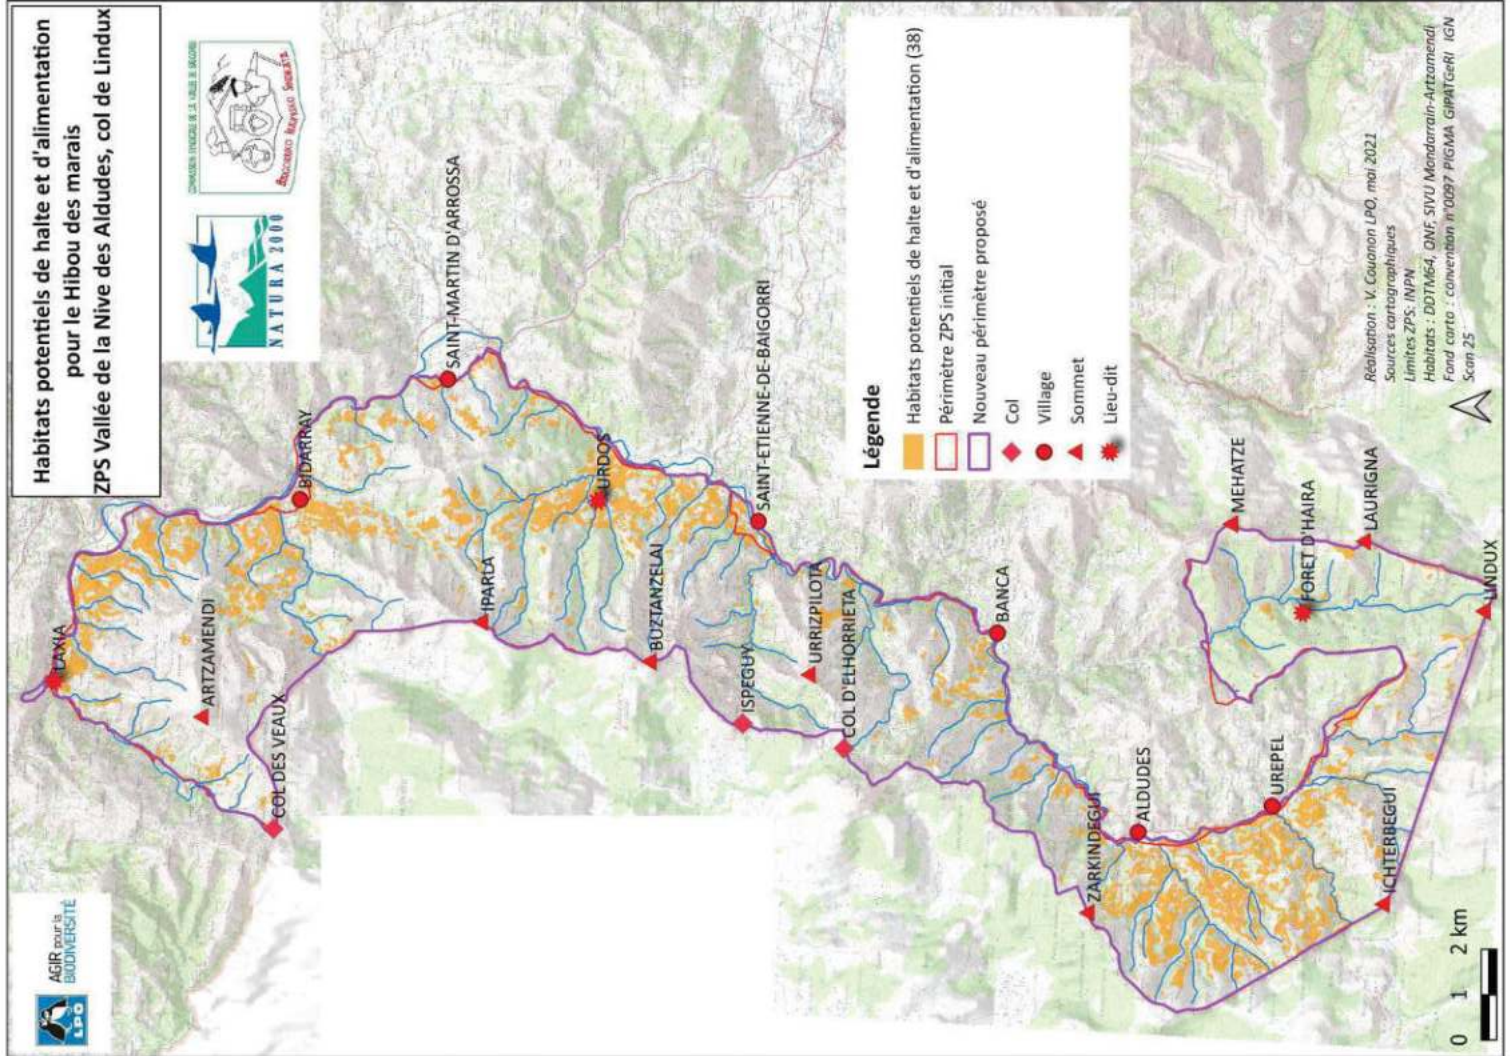 Habitats potentiels de halte et d'alimentation
pour le Hibou des marais
ZPS Vallée de la Nive des Aldudes, col de Lindux
AGIR pour la
BIODIVERSITÉ
LPO
NATURA 2000
LAXIA
ARTZAMENDI
COL DES VEAUX
BIDARRAY
SAINT-MARTIN D'ARROSSA
IPARLA
URDOS
BUZTANZELAI
SAINT-ETIENNE-DE-BAIGORRI
ISPEGUY
URRIZPILOTA
COL D'ELHORRIETA
BANCA
ZARKINDEGUI
ALDUDES
UREPEL
ICHTERBEGUI
MEHATZE
FORET D'HAIRA
LAURIGNA
LINDUX
Légende
Habitats potentiels de halte et d'alimentation (38)
Périmètre ZPS initial
Nouveau périmètre proposé
Col
Village
Sommet
Lieu-dit
Réalisation : V. Couanon LPO, mai 2021
Sources cartographiques
Limites ZPS: INPN
Habitats : DDTM64, ONF, SIVU Mondarrain-Artzamendi
Fond carto : convention n°0097 PIGMA GIPATGeRI IGN
Scan 25
0 1 2 km